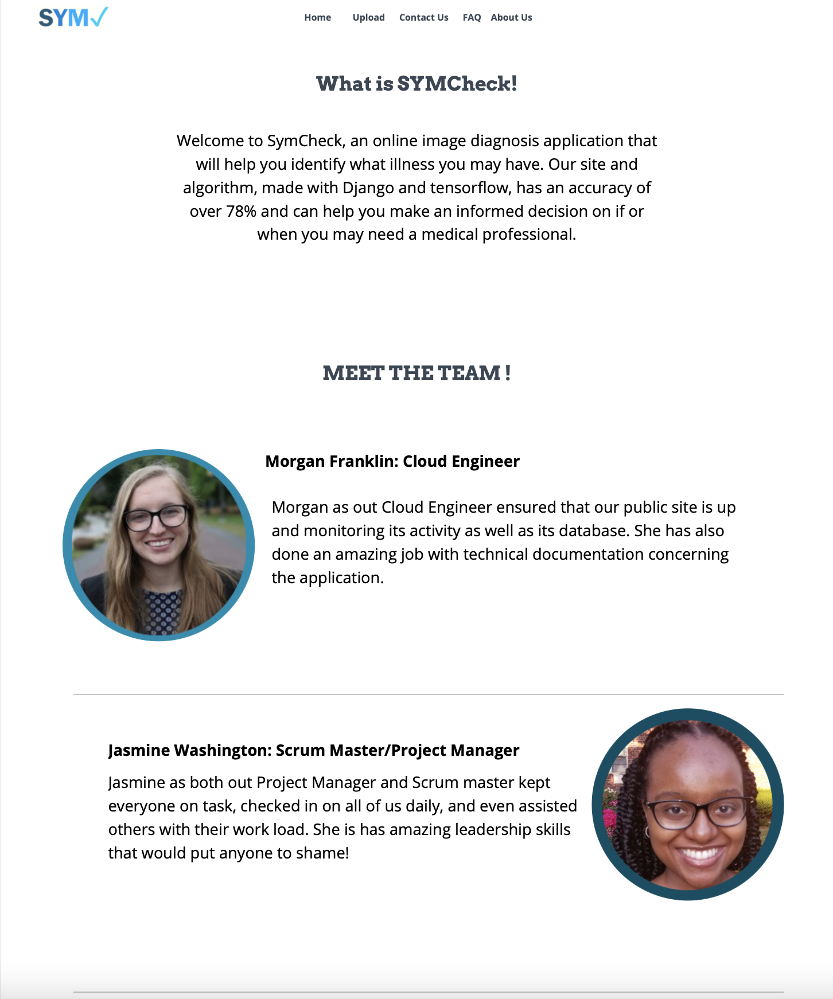 SYM
Home Upload Contact Us FAQ About Us
What is SYMCheck!
Welcome to SymCheck, an online image diagnosis application that
will help you identify what illness you may have. Our site and
algorithm, made with Django and tensorflow, has an accuracy of
over 78% and can help you make an informed decision on if or
when you may need a medical professional.
MEET THE TEAM !
Morgan Franklin: Cloud Engineer
Morgan as out Cloud Engineer ensured that our public site is up
and monitoring its activity as well as its database. She has also
done an amazing job with technical documentation concerning
the application.
Jasmine Washington: Scrum Master/Project Manager
Jasmine as both out Project Manager and Scrum master kept
everyone on task, checked in on all of us daily, and even assisted
others with their work load. She is has amazing leadership skills
that would put anyone to shame!